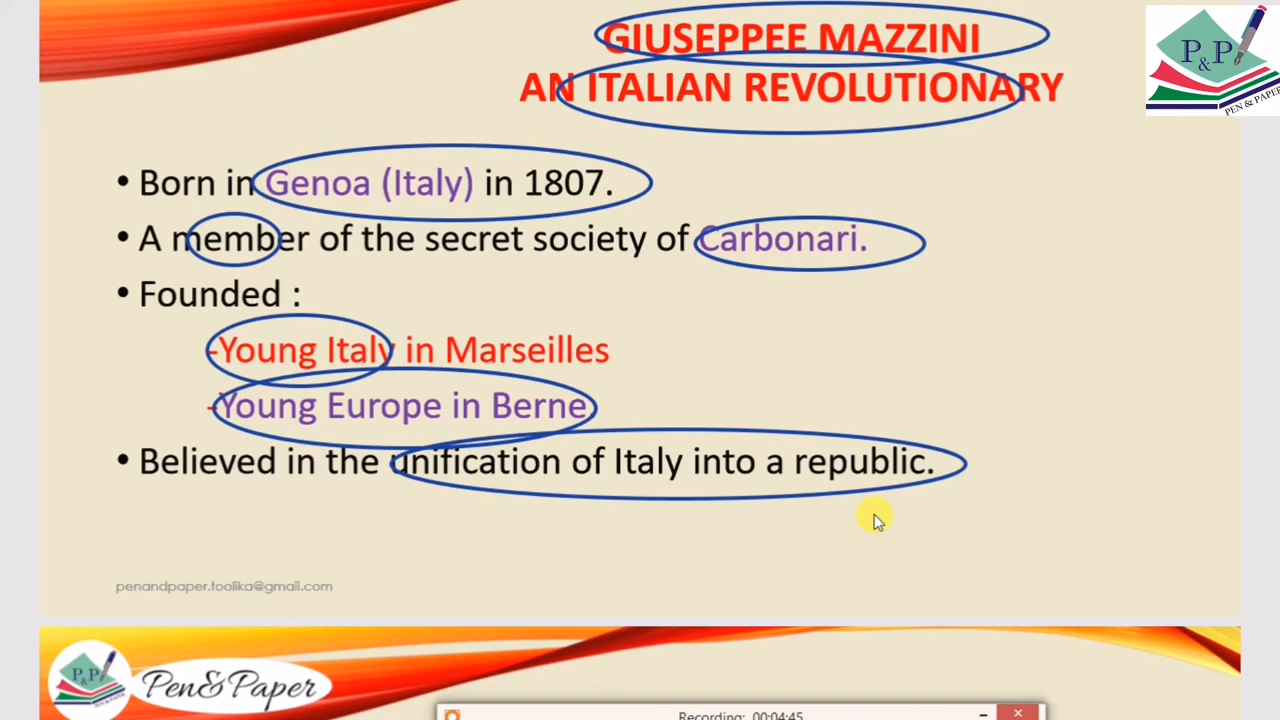 GIUSEPPEE MAZZINI
AN ITALIAN REVOLUTIONARY
P&P
PEN & PAPER
• Born in Genoa (Italy) in 1807.
• A member of the secret society of Carbonari.
• Founded :
-Young Italy in Marseilles
-Young Europe in Berne
• Believed in the unification of Italy into a republic.
penandpaper.toolika@gmail.com
P&P
PEN & PAPER
Pen&Paper
Recording: 00:04:45